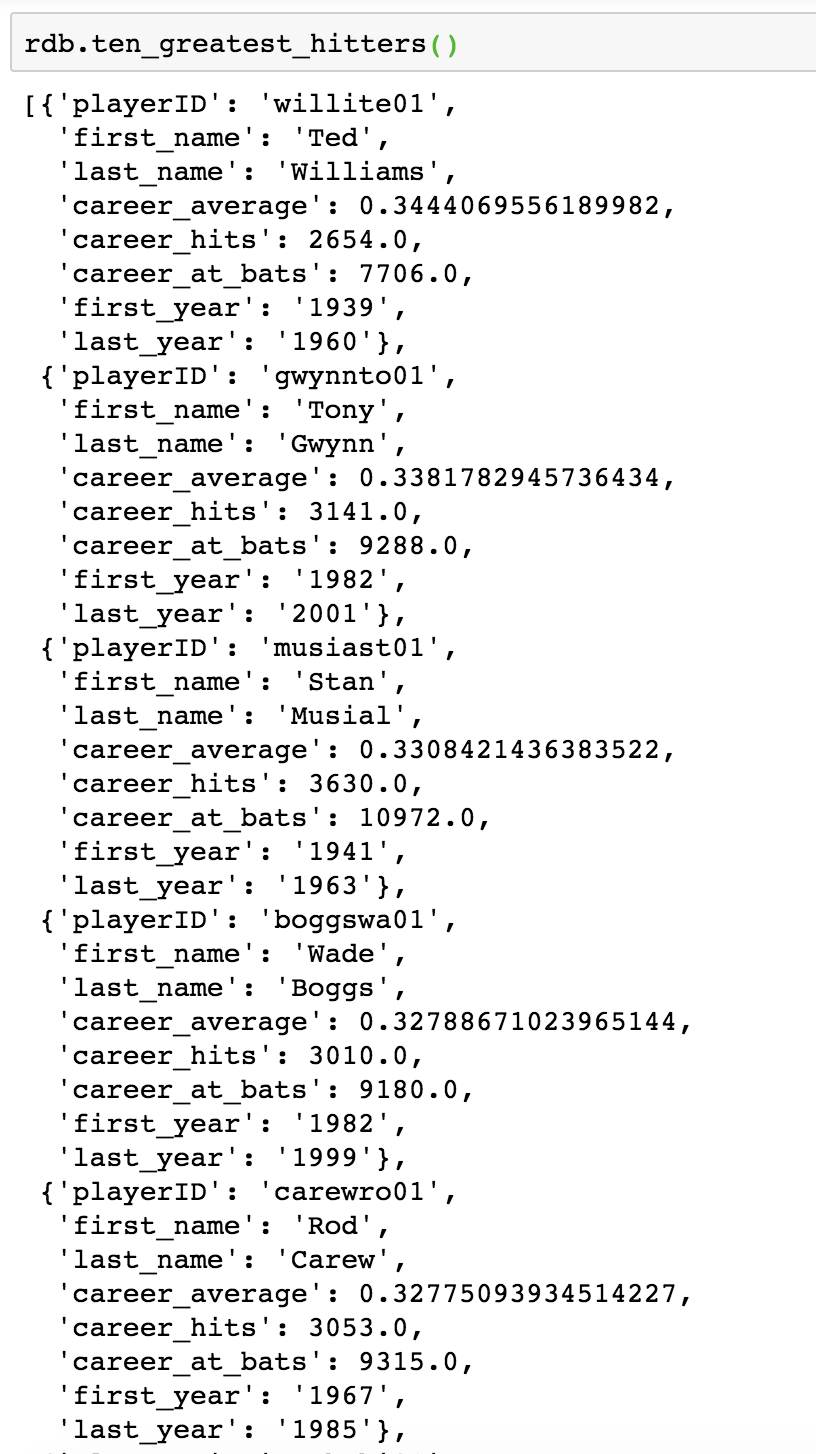 rdb.ten_greatest_hitters()
[{'playerID': 'willite01',
'first_name': 'Ted',
'last_name': 'Williams',
'career_average': 0.3444069556189982,
'career_hits': 2654.0,
'career_at_bats': 7706.0,
'first_year': '1939',
'last_year': '1960'},
{'playerID': 'gwynnto01',
'first_name': 'Tony',
'last_name': 'Gwynn',
'career_average': 0.3381782945736434,
'career_hits': 3141.0,
'career_at_bats': 9288.0,
'first_year': '1982',
'last_year': '2001'},
{'playerID': 'musiast01',
'first_name': 'Stan',
'last_name': 'Musial',
'career_average': 0.3308421436383522,
'career_hits': 3630.0,
'career_at_bats': 10972.0,
'first_year': '1941',
'last_year': '1963'},
{'playerID': 'boggswa01',
'first_name': 'Wade',
'last_name': 'Boggs',
'career_average': 0.32788671023965144,
'career_hits': 3010.0,
'career_at_bats': 9180.0,
'first_year': '1982',
'last_year': '1999'},
{'playerID': 'carewro01',
'first_name': 'Rod',
'last_name': 'Carew',
'career_average': 0.32775093934514227,
'career_hits': 3053.0,
'career_at_bats': 9315.0,
'first_year': '1967',
'last_year': '1985'},